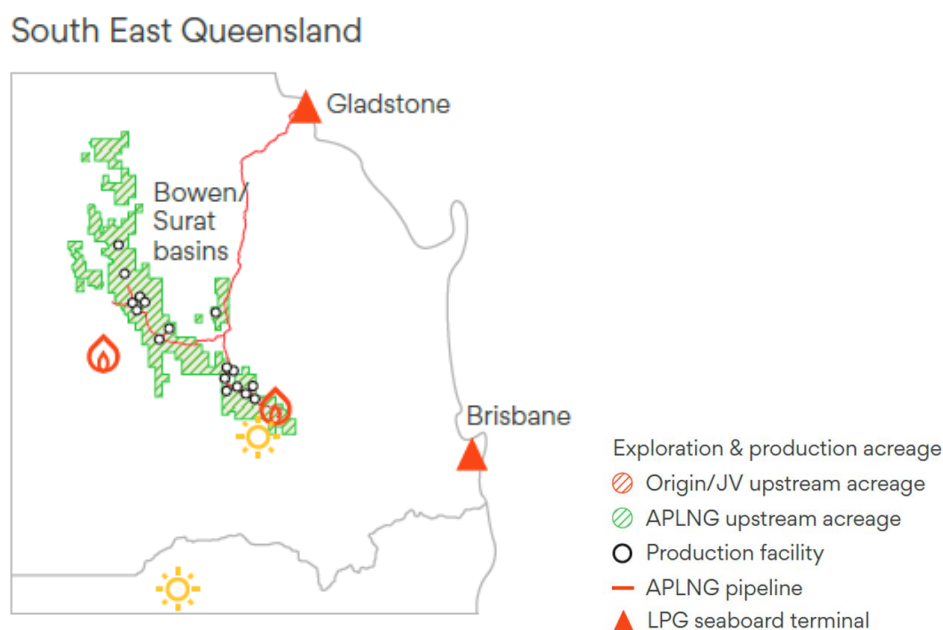 South East Queensland
Gladstone
Bowen/
Surat
basins
Brisbane
Exploration & production acreage
Origin/JV upstream acreage
APLNG upstream acreage
Production facility
APLNG pipeline
LPG seaboard terminal